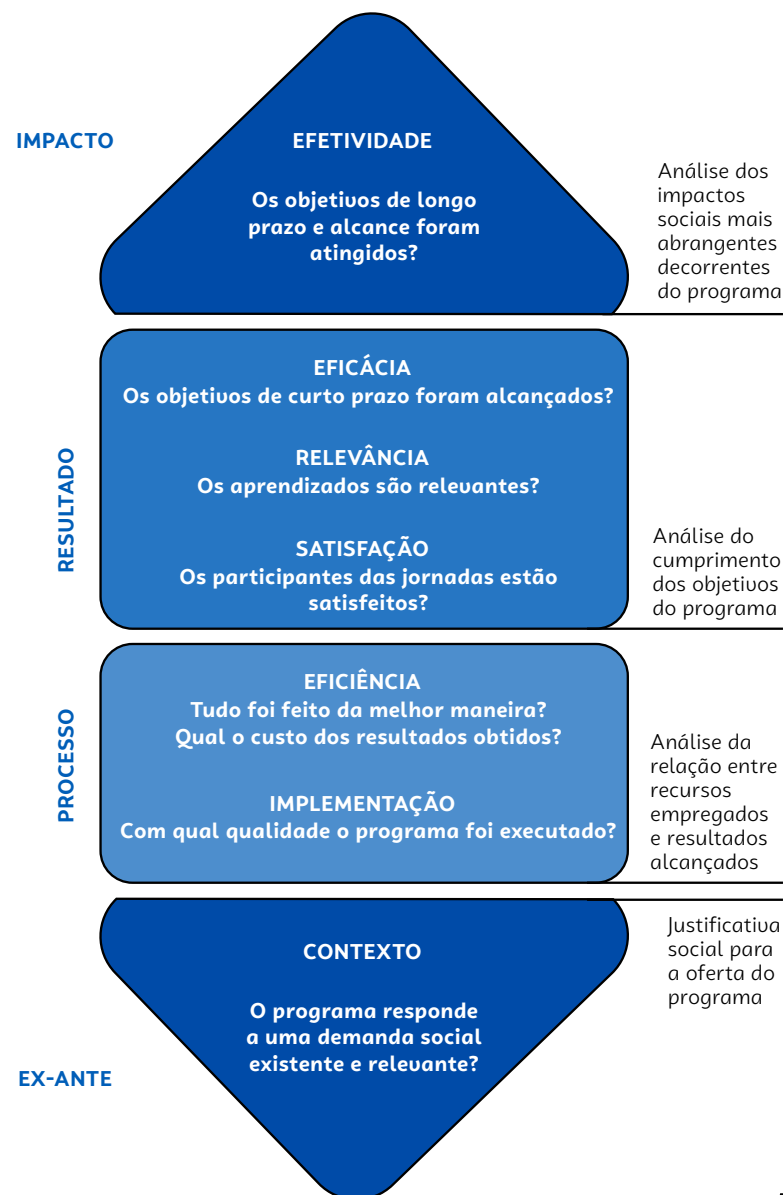 IMPACTO
EFETIVIDADE
Os objetivos de longo
prazo e alcance foram
atingidos?
Análise dos
impactos
sociais mais
abrangentes
decorrentes
do programa
RESULTADO
EFICÁCIA
Os objetivos de curto prazo foram alcançados?
RELEVÂNCIA
Os aprendizados são relevantes?
SATISFAÇÃO
Os participantes das jornadas estão
satisfeitos?
Análise do
cumprimento
dos objetivos
do programa
PROCESSO
EFICIÊNCIA
Tudo foi feito da melhor maneira?
Qual o custo dos resultados obtidos?
IMPLEMENTAÇÃO
Com qual qualidade o programa foi executado?
Análise da
relação entre
recursos
empregados
e resultados
alcançados
EX-ANTE
CONTEXTO
O programa responde
a uma demanda social
existente e relevante?
Justificativa
social para
a oferta do
programa